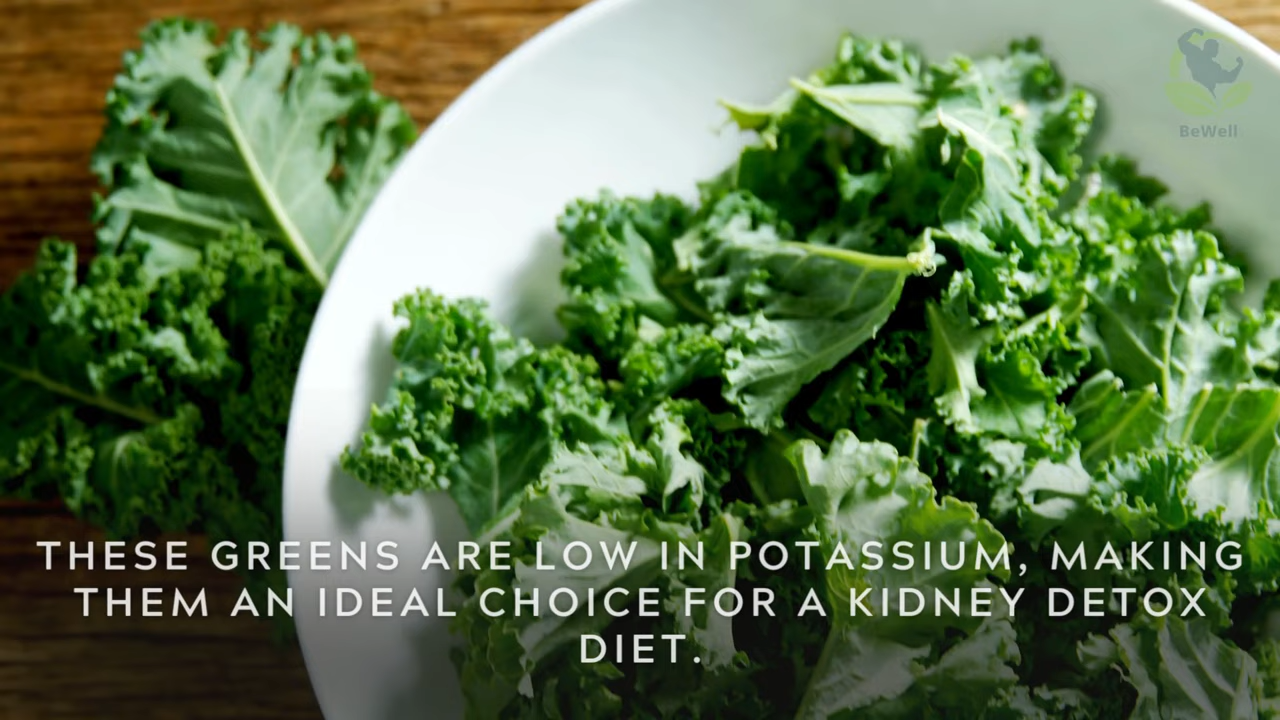 BeWell
THESE GREENS ARE LOW IN POTASSIUM, MAKING
THEM AN IDEAL CHOICE FOR A KIDNEY DETOX
DIET.